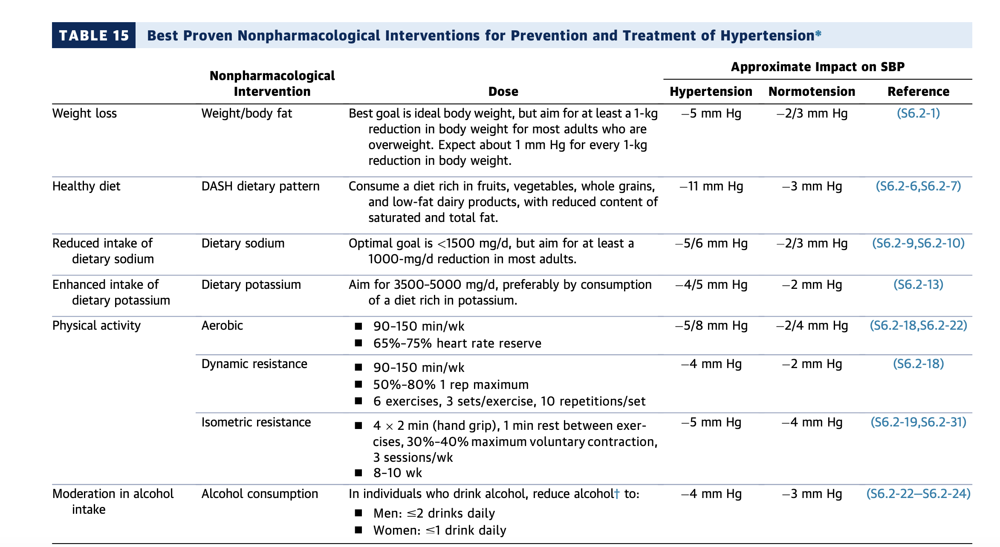 TABLE 15 Best Proven Nonpharmacological Interventions for Prevention and Treatment of Hypertension*
Approximate Impact on SBP
Nonpharmacological
Intervention Dose Hypertension Normotension Reference
Weight loss Weight/body fat Best goal is ideal body weight, but aim for at least a 1-kg –5 mm Hg –2/3 mm Hg (S6.2-1)
reduction in body weight for most adults who are
overweight. Expect about 1 mm Hg for every 1-kg
reduction in body weight.
Healthy diet DASH dietary pattern Consume a diet rich in fruits, vegetables, whole grains, –11 mm Hg –3 mm Hg (S6.2-6,S6.2-7)
and low-fat dairy products, with reduced content of
saturated and total fat.
Reduced intake of Dietary sodium Optimal goal is <1500 mg/d, but aim for at least a –5/6 mm Hg –2/3 mm Hg (S6.2-9,S6.2-10)
dietary sodium 1000-mg/d reduction in most adults.
Enhanced intake of Dietary potassium Aim for 3500–5000 mg/d, preferably by consumption –4/5 mm Hg –2 mm Hg (S6.2-13)
dietary potassium of a diet rich in potassium.
Physical activity Aerobic ■ 90–150 min/wk –5/8 mm Hg –2/4 mm Hg (S6.2-18,S6.2-22)
■ 65%–75% heart rate reserve
Dynamic resistance ■ 90–150 min/wk –4 mm Hg –2 mm Hg (S6.2-18)
■ 50%–80% 1 rep maximum
■ 6 exercises, 3 sets/exercise, 10 repetitions/set
Isometric resistance ■ 4 × 2 min (hand grip), 1 min rest between exer- –5 mm Hg –4 mm Hg (S6.2-19,S6.2-31)
cises, 30%–40% maximum voluntary contraction,
3 sessions/wk
■ 8–10 wk
Moderation in alcohol Alcohol consumption In individuals who drink alcohol, reduce alcohol† to: –4 mm Hg –3 mm Hg (S6.2-22–S6.2-24)
intake ■ Men: ≤2 drinks daily
■ Women: ≤1 drink daily